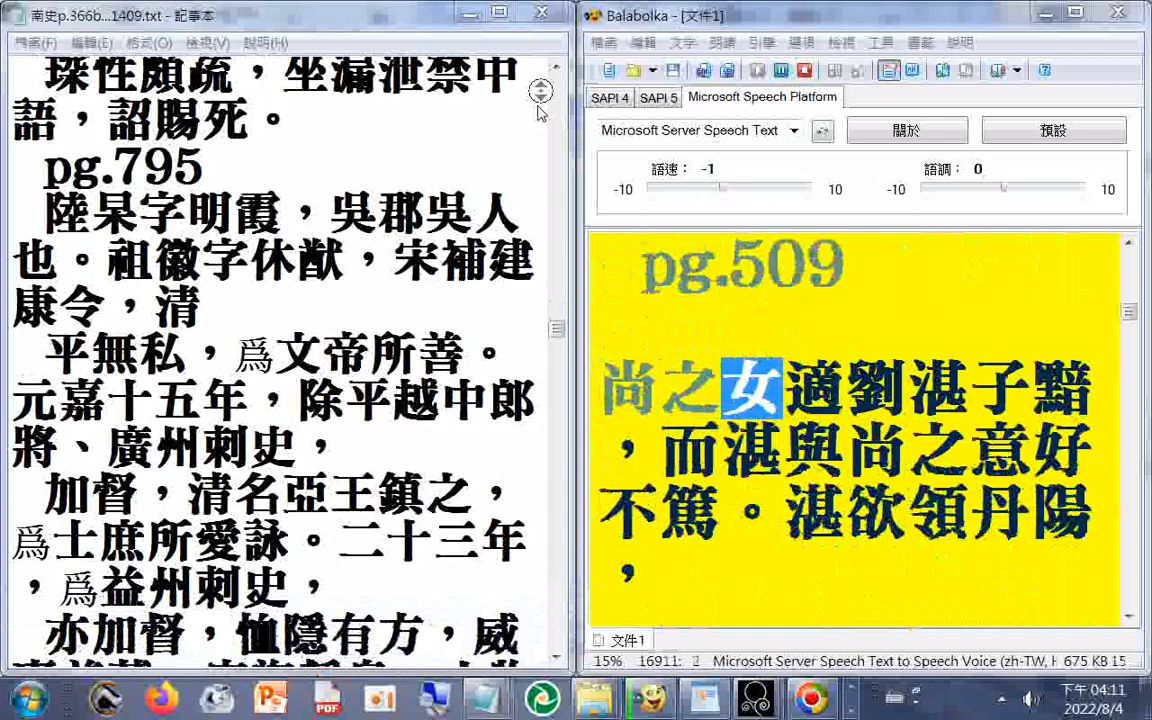 南史p.366b...1409.txt - 記事本
檔案(F) 編輯(E) 格式(O) 檢視(V) 說明(H)
琛性頗疏，坐漏泄禁中
語，詔賜死。
pg.795
陸杲字明霞，吳郡吳人
也。祖徽字休猷，宋補建
康令，清
平無私，爲文帝所善。
元嘉十五年，除平越中郎
將、廣州刺史，
加督，清名亞王鎮之，
爲士庶所愛詠。二十三年
，爲益州刺史，
亦加督，恤隱有方，威
Balabolka - [文件1]
檔案 編輯 文字 朗讀 引擎 選項 檢視 工具 書籤 說明
SAPI 4 SAPI 5 Microsoft Speech Platform
Microsoft Server Speech Text
關於 預設
語速： -1 語調： 0
-10 10 -10 10
pg.509
尚之女適劉湛子黯
，而湛與尚之意好
不篤。湛欲領丹陽
，
文件1
15% 16911: Microsoft Server Speech Text to Speech Voice (zh-TW, 675 KB 15
PDF
下午 04:11
2022/8/4